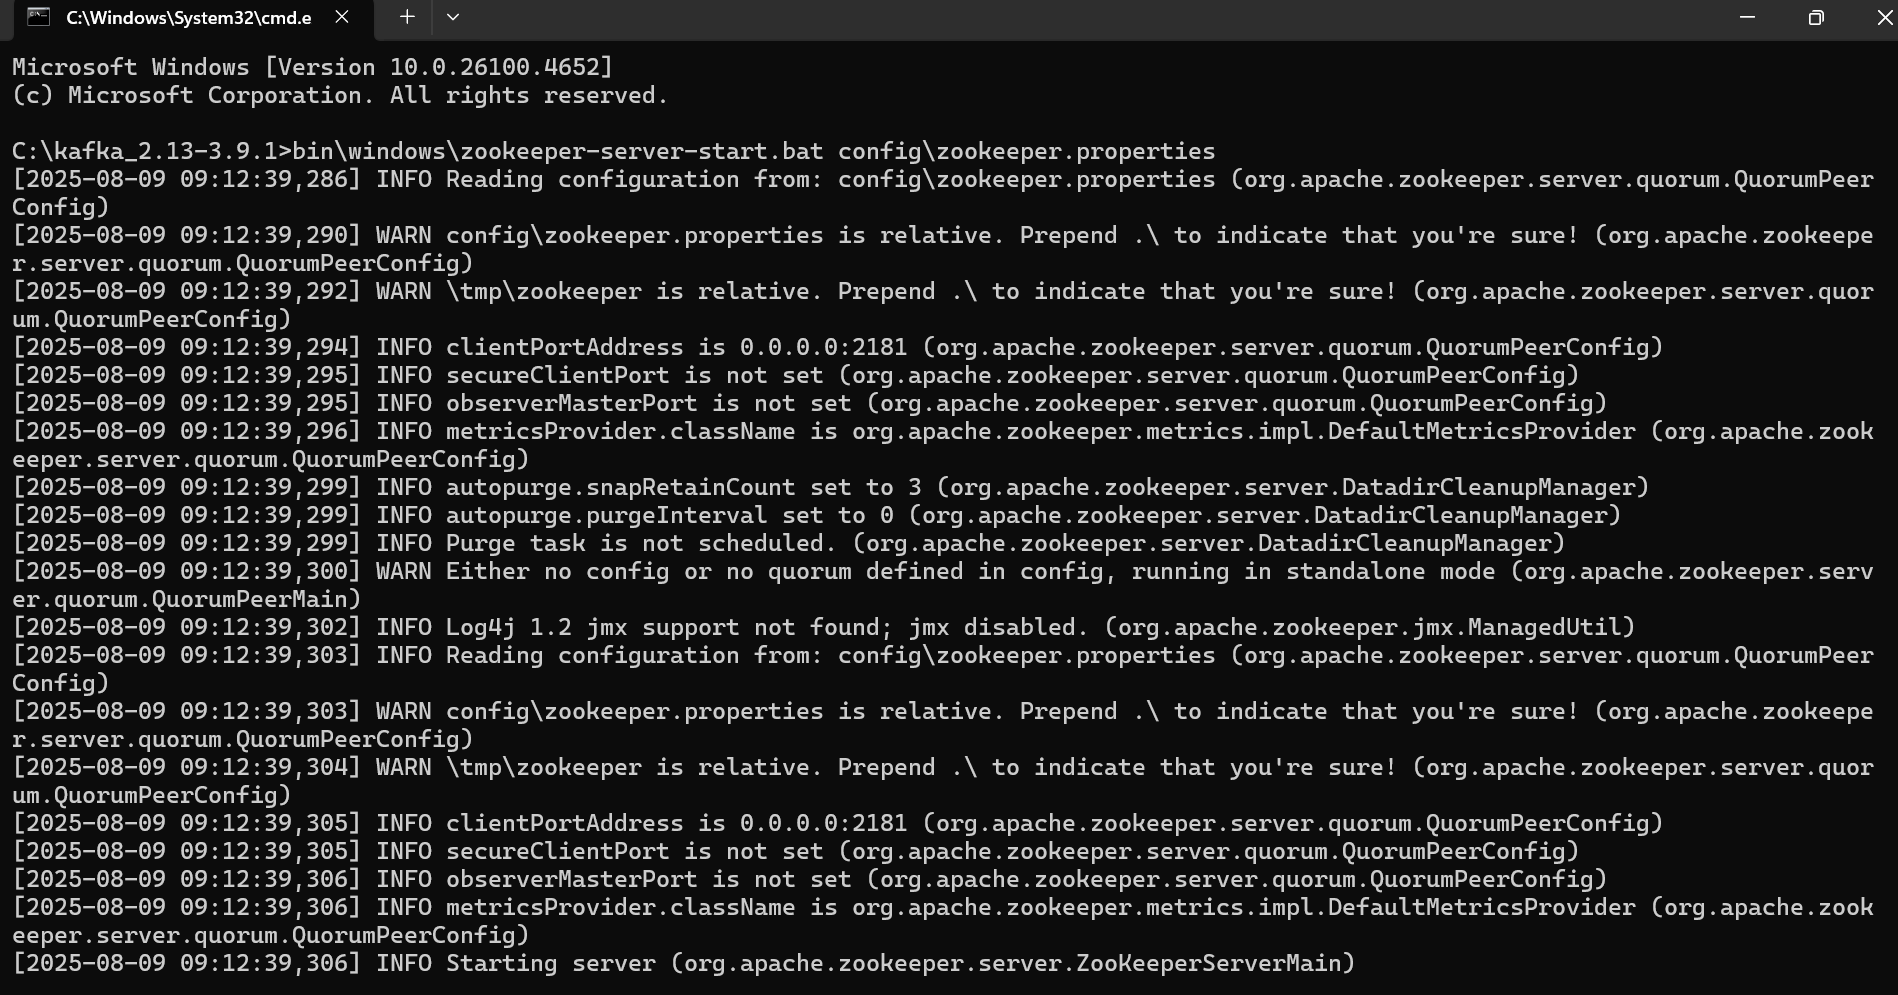 C:\Windows\System32\cmd.e
Microsoft Windows [Version 10.0.26100.4652]
(c) Microsoft Corporation. All rights reserved.
C:\kafka_2.13-3.9.1>bin\windows\zookeeper-server-start.bat config\zookeeper.properties
[2025-08-09 09:12:39,286] INFO Reading configuration from: config\zookeeper.properties (org.apache.zookeeper.server.quorum.QuorumPeer
Config)
[2025-08-09 09:12:39,290] WARN config\zookeeper.properties is relative. Prepend .\ to indicate that you're sure! (org.apache.zookeepe
r.server.quorum.QuorumPeerConfig)
[2025-08-09 09:12:39,292] WARN \tmp\zookeeper is relative. Prepend .\ to indicate that you're sure! (org.apache.zookeeper.server.quor
um.QuorumPeerConfig)
[2025-08-09 09:12:39,294] INFO clientPortAddress is 0.0.0.0:2181 (org.apache.zookeeper.server.quorum.QuorumPeerConfig)
[2025-08-09 09:12:39,295] INFO secureClientPort is not set (org.apache.zookeeper.server.quorum.QuorumPeerConfig)
[2025-08-09 09:12:39,295] INFO observerMasterPort is not set (org.apache.zookeeper.server.quorum.QuorumPeerConfig)
[2025-08-09 09:12:39,296] INFO metricsProvider.className is org.apache.zookeeper.metrics.impl.DefaultMetricsProvider (org.apache.zook
eeper.server.quorum.QuorumPeerConfig)
[2025-08-09 09:12:39,299] INFO autopurge.snapRetainCount set to 3 (org.apache.zookeeper.server.DatadirCleanupManager)
[2025-08-09 09:12:39,299] INFO autopurge.purgeInterval set to 0 (org.apache.zookeeper.server.DatadirCleanupManager)
[2025-08-09 09:12:39,299] INFO Purge task is not scheduled. (org.apache.zookeeper.server.DatadirCleanupManager)
[2025-08-09 09:12:39,300] WARN Either no config or no quorum defined in config, running in standalone mode (org.apache.zookeeper.serv
er.quorum.QuorumPeerMain)
[2025-08-09 09:12:39,302] INFO Log4j 1.2 jmx support not found; jmx disabled. (org.apache.zookeeper.jmx.ManagedUtil)
[2025-08-09 09:12:39,303] INFO Reading configuration from: config\zookeeper.properties (org.apache.zookeeper.server.quorum.QuorumPeer
Config)
[2025-08-09 09:12:39,303] WARN config\zookeeper.properties is relative. Prepend .\ to indicate that you're sure! (org.apache.zookeepe
r.server.quorum.QuorumPeerConfig)
[2025-08-09 09:12:39,304] WARN \tmp\zookeeper is relative. Prepend .\ to indicate that you're sure! (org.apache.zookeeper.server.quor
um.QuorumPeerConfig)
[2025-08-09 09:12:39,305] INFO clientPortAddress is 0.0.0.0:2181 (org.apache.zookeeper.server.quorum.QuorumPeerConfig)
[2025-08-09 09:12:39,305] INFO secureClientPort is not set (org.apache.zookeeper.server.quorum.QuorumPeerConfig)
[2025-08-09 09:12:39,306] INFO observerMasterPort is not set (org.apache.zookeeper.server.quorum.QuorumPeerConfig)
[2025-08-09 09:12:39,306] INFO metricsProvider.className is org.apache.zookeeper.metrics.impl.DefaultMetricsProvider (org.apache.zook
eeper.server.quorum.QuorumPeerConfig)
[2025-08-09 09:12:39,306] INFO Starting server (org.apache.zookeeper.server.ZooKeeperServerMain)